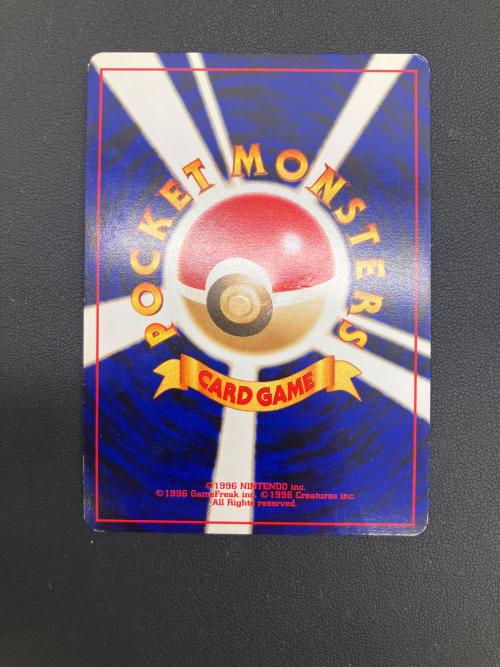 POCKET MONSTERS
CARD GAME
©1996 NINTENDO inc.
©1996 GameFreak inc. ©1996 Creatures inc.
All Rights reserved.